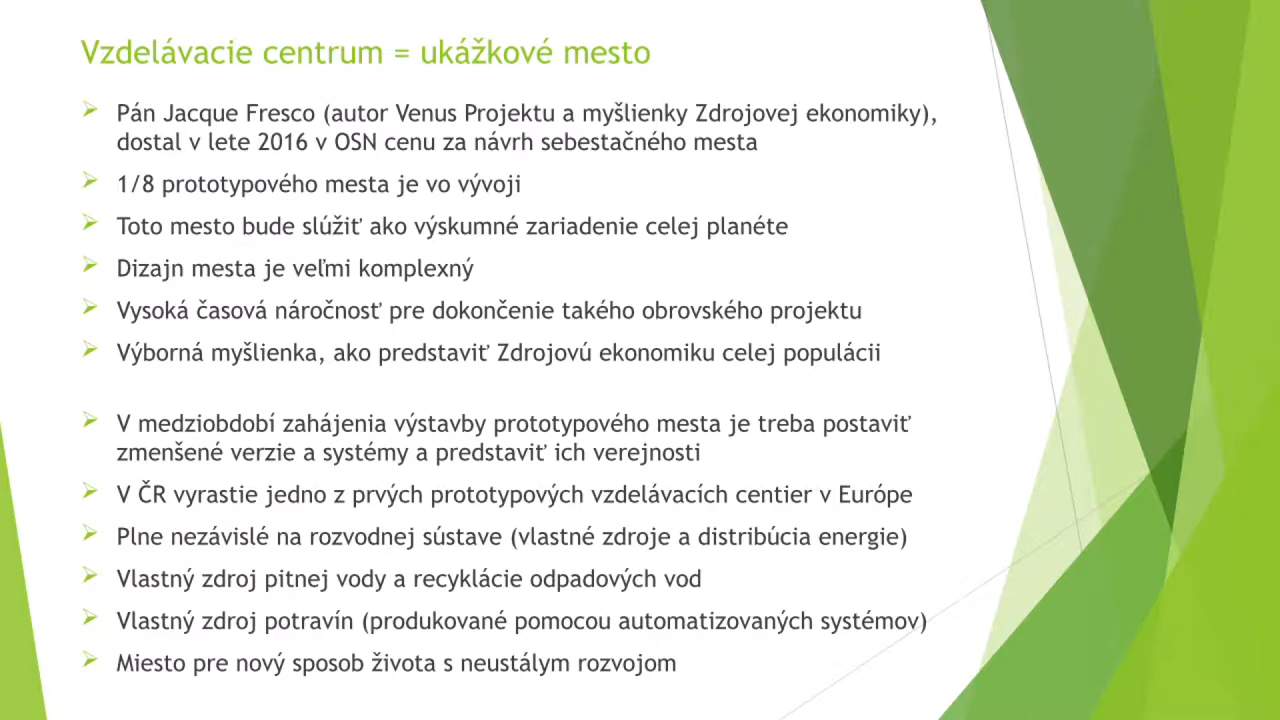 Vzdelávacie centrum = ukážkové mesto
Pán Jacque Fresco (autor Venus Projektu a myšlienky Zdrojovej ekonomiky),
dostal v lete 2016 v OSN cenu za návrh sebestačného mesta
1/8 prototypového mesta je vo vývoji
Toto mesto bude slúžiť ako výskumné zariadenie celej planéte
Dizajn mesta je veľmi komplexný
Vysoká časová náročnosť pre dokončenie takého obrovského projektu
Výborná myšlienka, ako predstaviť Zdrojovú ekonomiku celej populácii
V medziobdobí zahájenia výstavby prototypového mesta je treba postaviť
zmenšené verzie a systémy a predstaviť ich verejnosti
V ČR vyrastie jedno z prvých prototypových vzdelávacích centier v Európe
Plne nezávislé na rozvodnej sústave (vlastné zdroje a distribúcia energie)
Vlastný zdroj pitnej vody a recyklácie odpadových vod
Vlastný zdroj potravín (produkované pomocou automatizovaných systémov)
Miesto pre nový sposob života s neustálym rozvojom